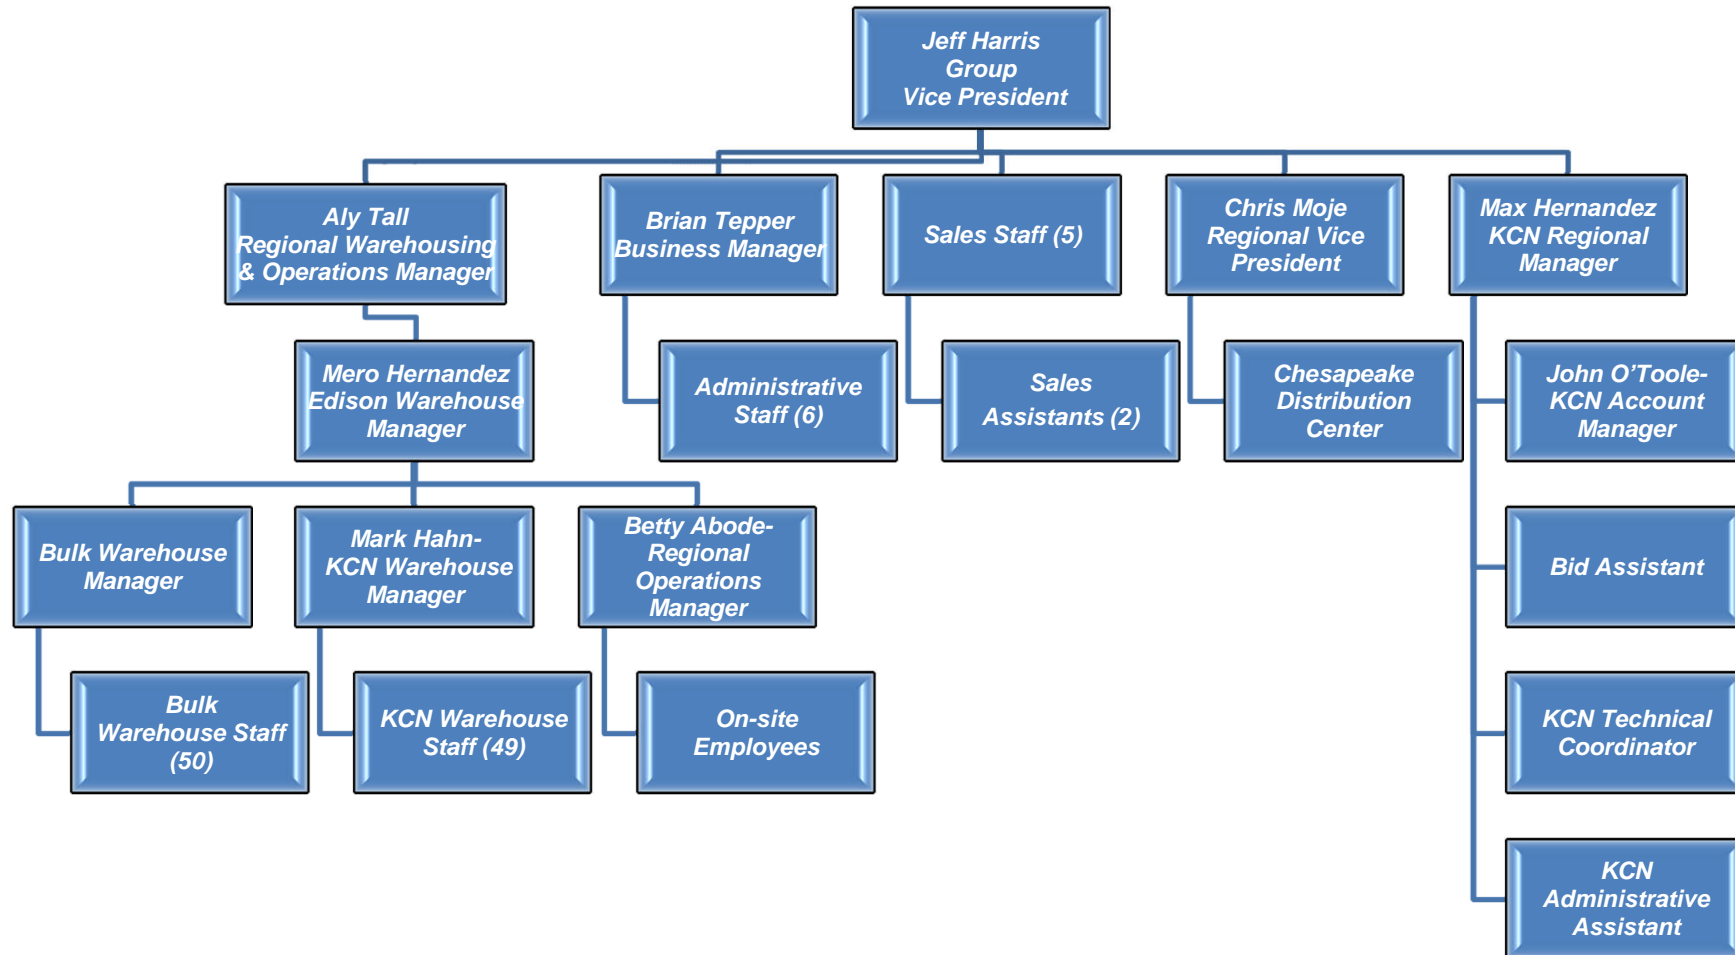 Jeff Harris
Group
Vice President
Aly Tall
Regional Warehousing
& Operations Manager
Brian Tepper
Business Manager
Sales Staff (5)
Chris Moje
Regional Vice
President
Max Hernandez
KCN Regional
Manager
Mero Hernandez
Edison Warehouse
Manager
Administrative
Staff (6)
Sales
Assistants (2)
Chesapeake
Distribution
Center
John O’Toole-
KCN Account
Manager
Bulk Warehouse
Manager
Mark Hahn-
KCN Warehouse
Manager
Betty Abode-
Regional
Operations
Manager
Bid Assistant
Bulk
Warehouse Staff
(50)
KCN Warehouse
Staff (49)
On-site
Employees
KCN Technical
Coordinator
KCN
Administrative
Assistant